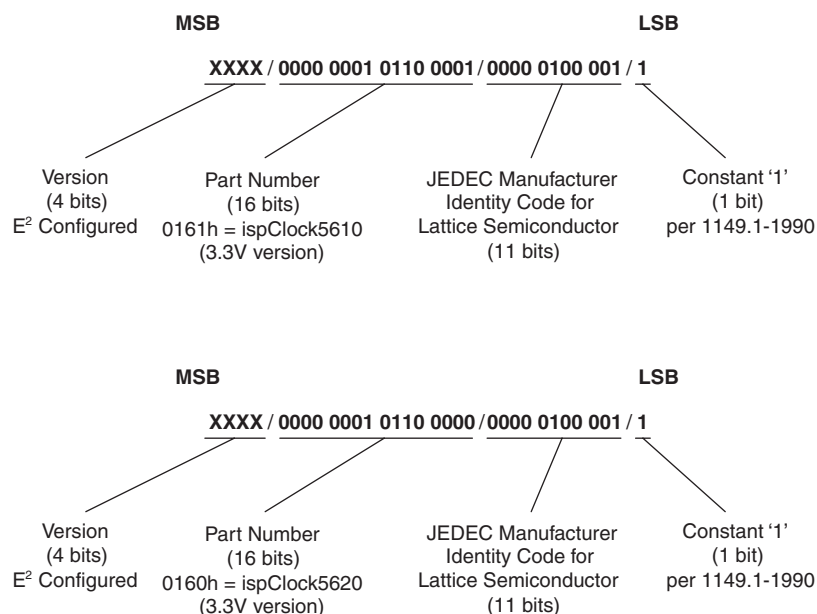 MSB LSB
XXXX / 0000 0001 0110 0001 / 0000 0100 001 / 1
Version
(4 bits)
E² Configured
Part Number
(16 bits)
0161h = ispClock5610
(3.3V version)
JEDEC Manufacturer
Identity Code for
Lattice Semiconductor
(11 bits)
Constant ‘1’
(1 bit)
per 1149.1-1990
MSB LSB
XXXX / 0000 0001 0110 0000 / 0000 0100 001 / 1
Version
(4 bits)
E² Configured
Part Number
(16 bits)
0160h = ispClock5620
(3.3V version)
JEDEC Manufacturer
Identity Code for
Lattice Semiconductor
(11 bits)
Constant ‘1’
(1 bit)
per 1149.1-1990